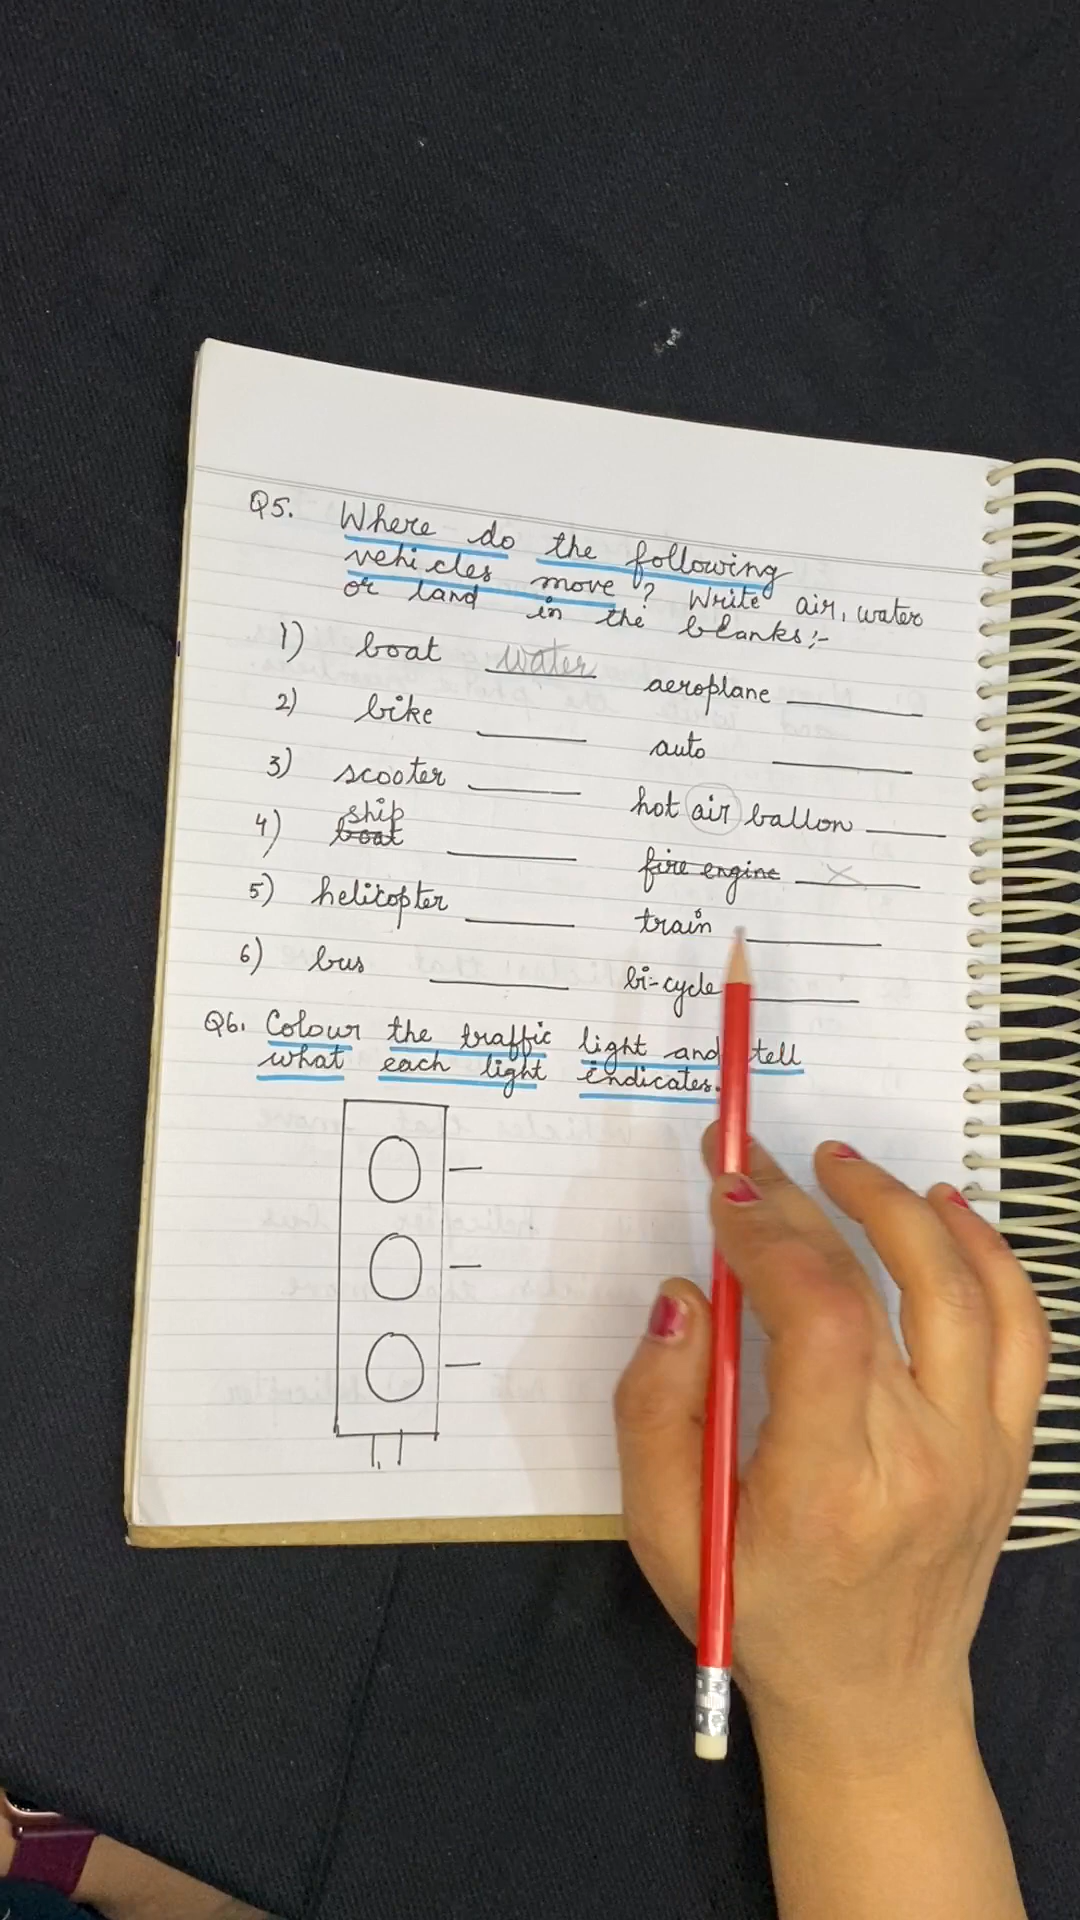 Q5. Where do the following
vehicles move? Write air, water
or land in the blanks:-
1) boat water aeroplane
2) bike auto
3) scooter hot air ballon
ship
4) boat fire engine X
5) helicopter train
6) bus bi-cycle
Q6. Colour the traffic light and tell
what each light indicates.